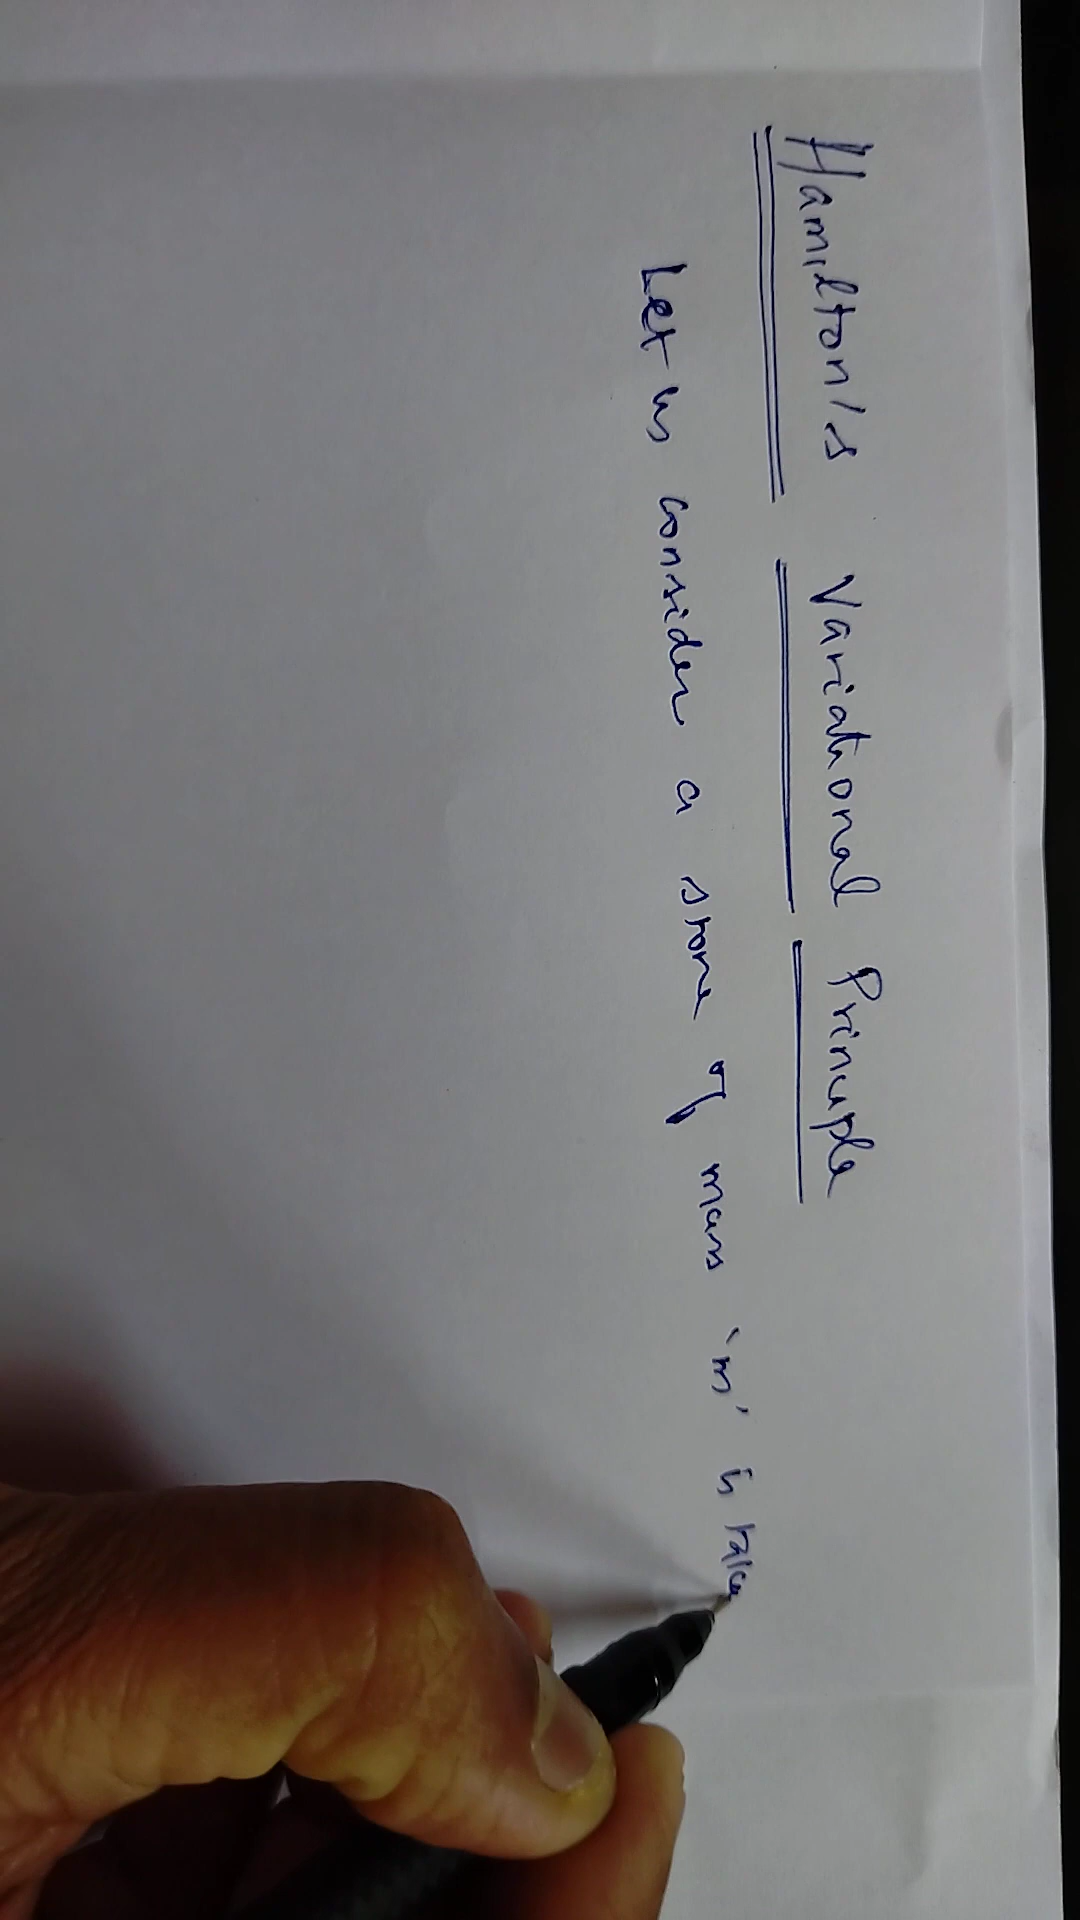 Hamilton's Variational Principle
Let us consider a stone of mass 'm' is